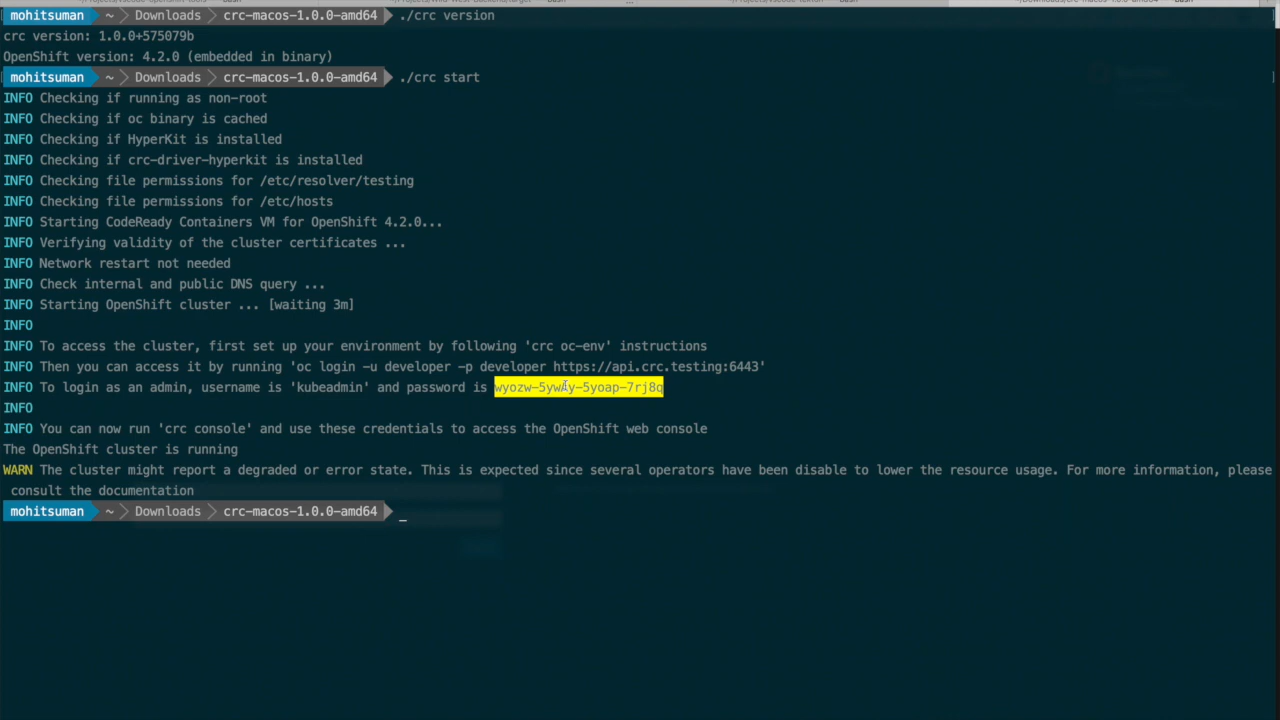 mohitsuman ~ Downloads crc-macos-1.0.0-amd64 ./crc version
crc version: 1.0.0+575079b
OpenShift version: 4.2.0 (embedded in binary)
mohitsuman ~ Downloads crc-macos-1.0.0-amd64 ./crc start
INFO Checking if running as non-root
INFO Checking if oc binary is cached
INFO Checking if HyperKit is installed
INFO Checking if crc-driver-hyperkit is installed
INFO Checking file permissions for /etc/resolver/testing
INFO Checking file permissions for /etc/hosts
INFO Starting CodeReady Containers VM for OpenShift 4.2.0...
INFO Verifying validity of the cluster certificates ...
INFO Network restart not needed
INFO Check internal and public DNS query ...
INFO Starting OpenShift cluster ... [waiting 3m]
INFO
INFO To access the cluster, first set up your environment by following 'crc oc-env' instructions
INFO Then you can access it by running 'oc login -u developer -p developer https://api.crc.testing:6443'
INFO To login as an admin, username is 'kubeadmin' and password is
INFO
INFO You can now run 'crc console' and use these credentials to access the OpenShift web console
The OpenShift cluster is running
WARN The cluster might report a degraded or error state. This is expected since several operators have been disable to lower the resource usage. For more information, please
consult the documentation
mohitsuman ~ Downloads crc-macos-1.0.0-amd64 _